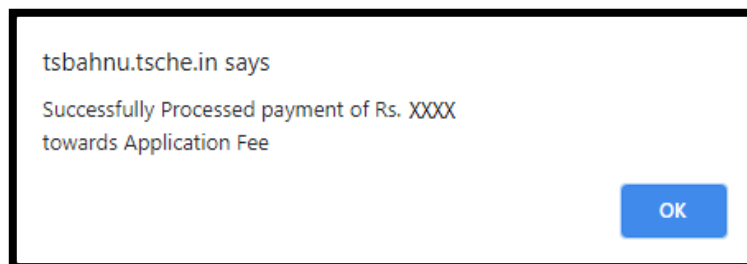 tsbahnu.tsche.in says
Successfully Processed payment of Rs. XXXX
towards Application Fee
OK